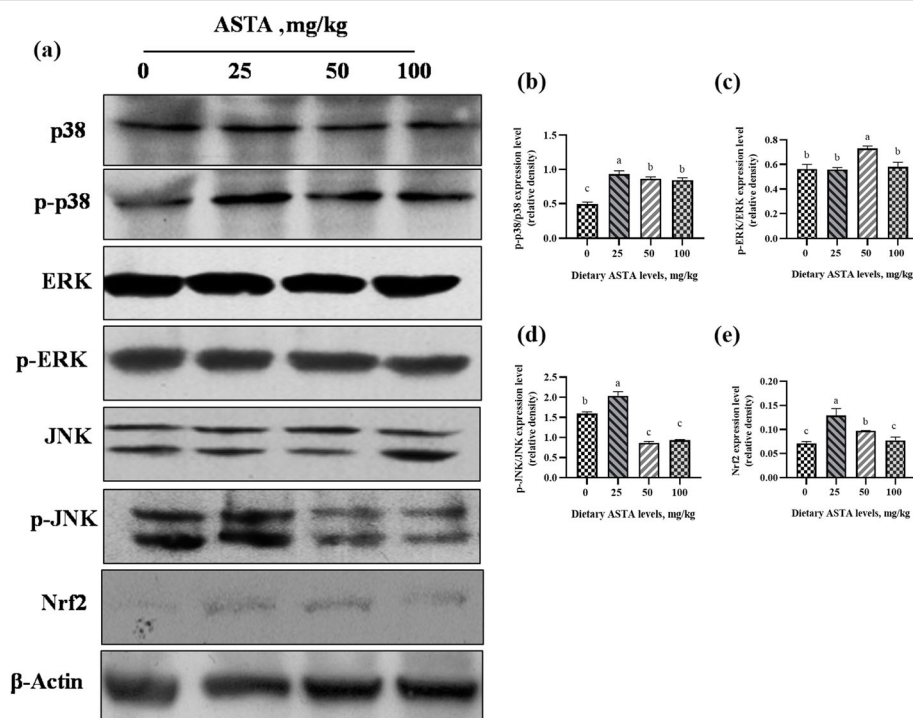 (a)
ASTA ,mg/kg
0 25 50 100
p38
p-p38
ERK
p-ERK
JNK
p-JNK
Nrf2
β-Actin
(b)
p-p38/p38 expression level
(relative density)
1.5
1.0
0.5
0.0
c a b b
0 25 50 100
Dietary ASTA levels, mg/kg
(c)
p-ERK/ERK expression level
(relative density)
0.8
0.6
0.4
0.2
0.0
b b a b
0 25 50 100
Dietary ASTA levels, mg/kg
(d)
p-JNK/JNK expression level
(relative density)
2.5
2.0
1.5
1.0
0.5
0.0
b a c c
0 25 50 100
Dietary ASTA levels, mg/kg
(e)
Nrf2 expression level
(relative density)
0.20
0.15
0.10
0.05
0.00
c a b c
0 25 50 100
Dietary ASTA levels, mg/kg